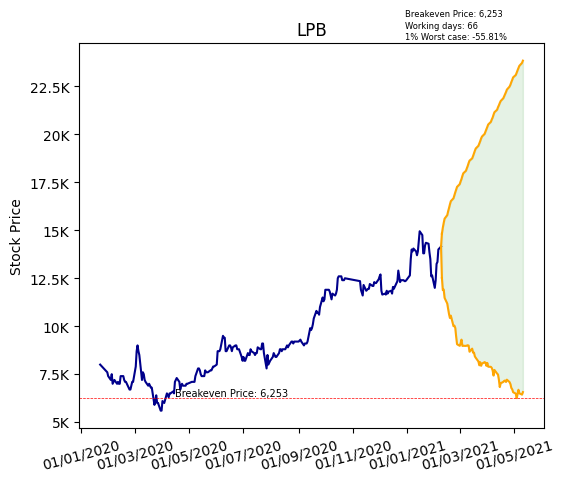 Breakeven Price: 6,253
Working days: 66
1% Worst case: -55.81%
LPB
Stock Price
22.5K
20K
17.5K
15K
12.5K
10K
7.5K
5K
Breakeven Price: 6,253
01/01/2020
01/03/2020
01/05/2020
01/07/2020
01/09/2020
01/11/2020
01/01/2021
01/03/2021
01/05/2021